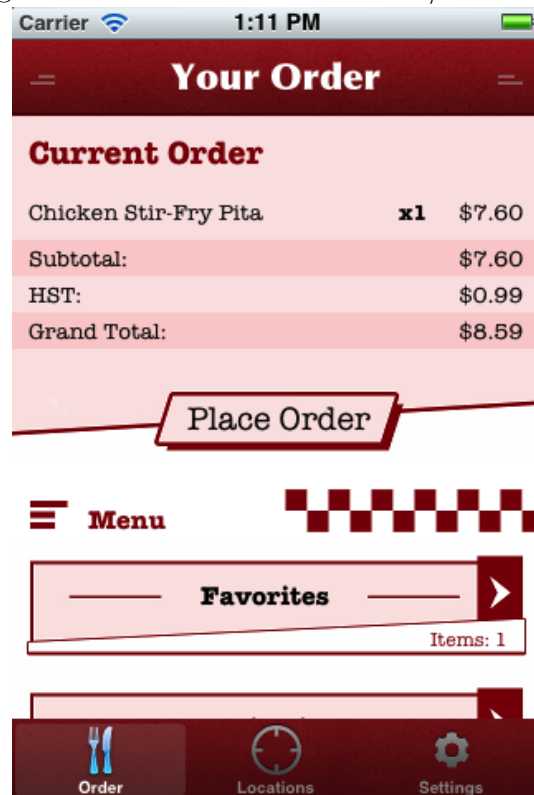 Carrier 1:11 PM
Your Order
Current Order
Chicken Stir-Fry Pita x1 $7.60
Subtotal: $7.60
HST: $0.99
Grand Total: $8.59
Place Order
Menu
Favorites
Items: 1
Order Locations Settings